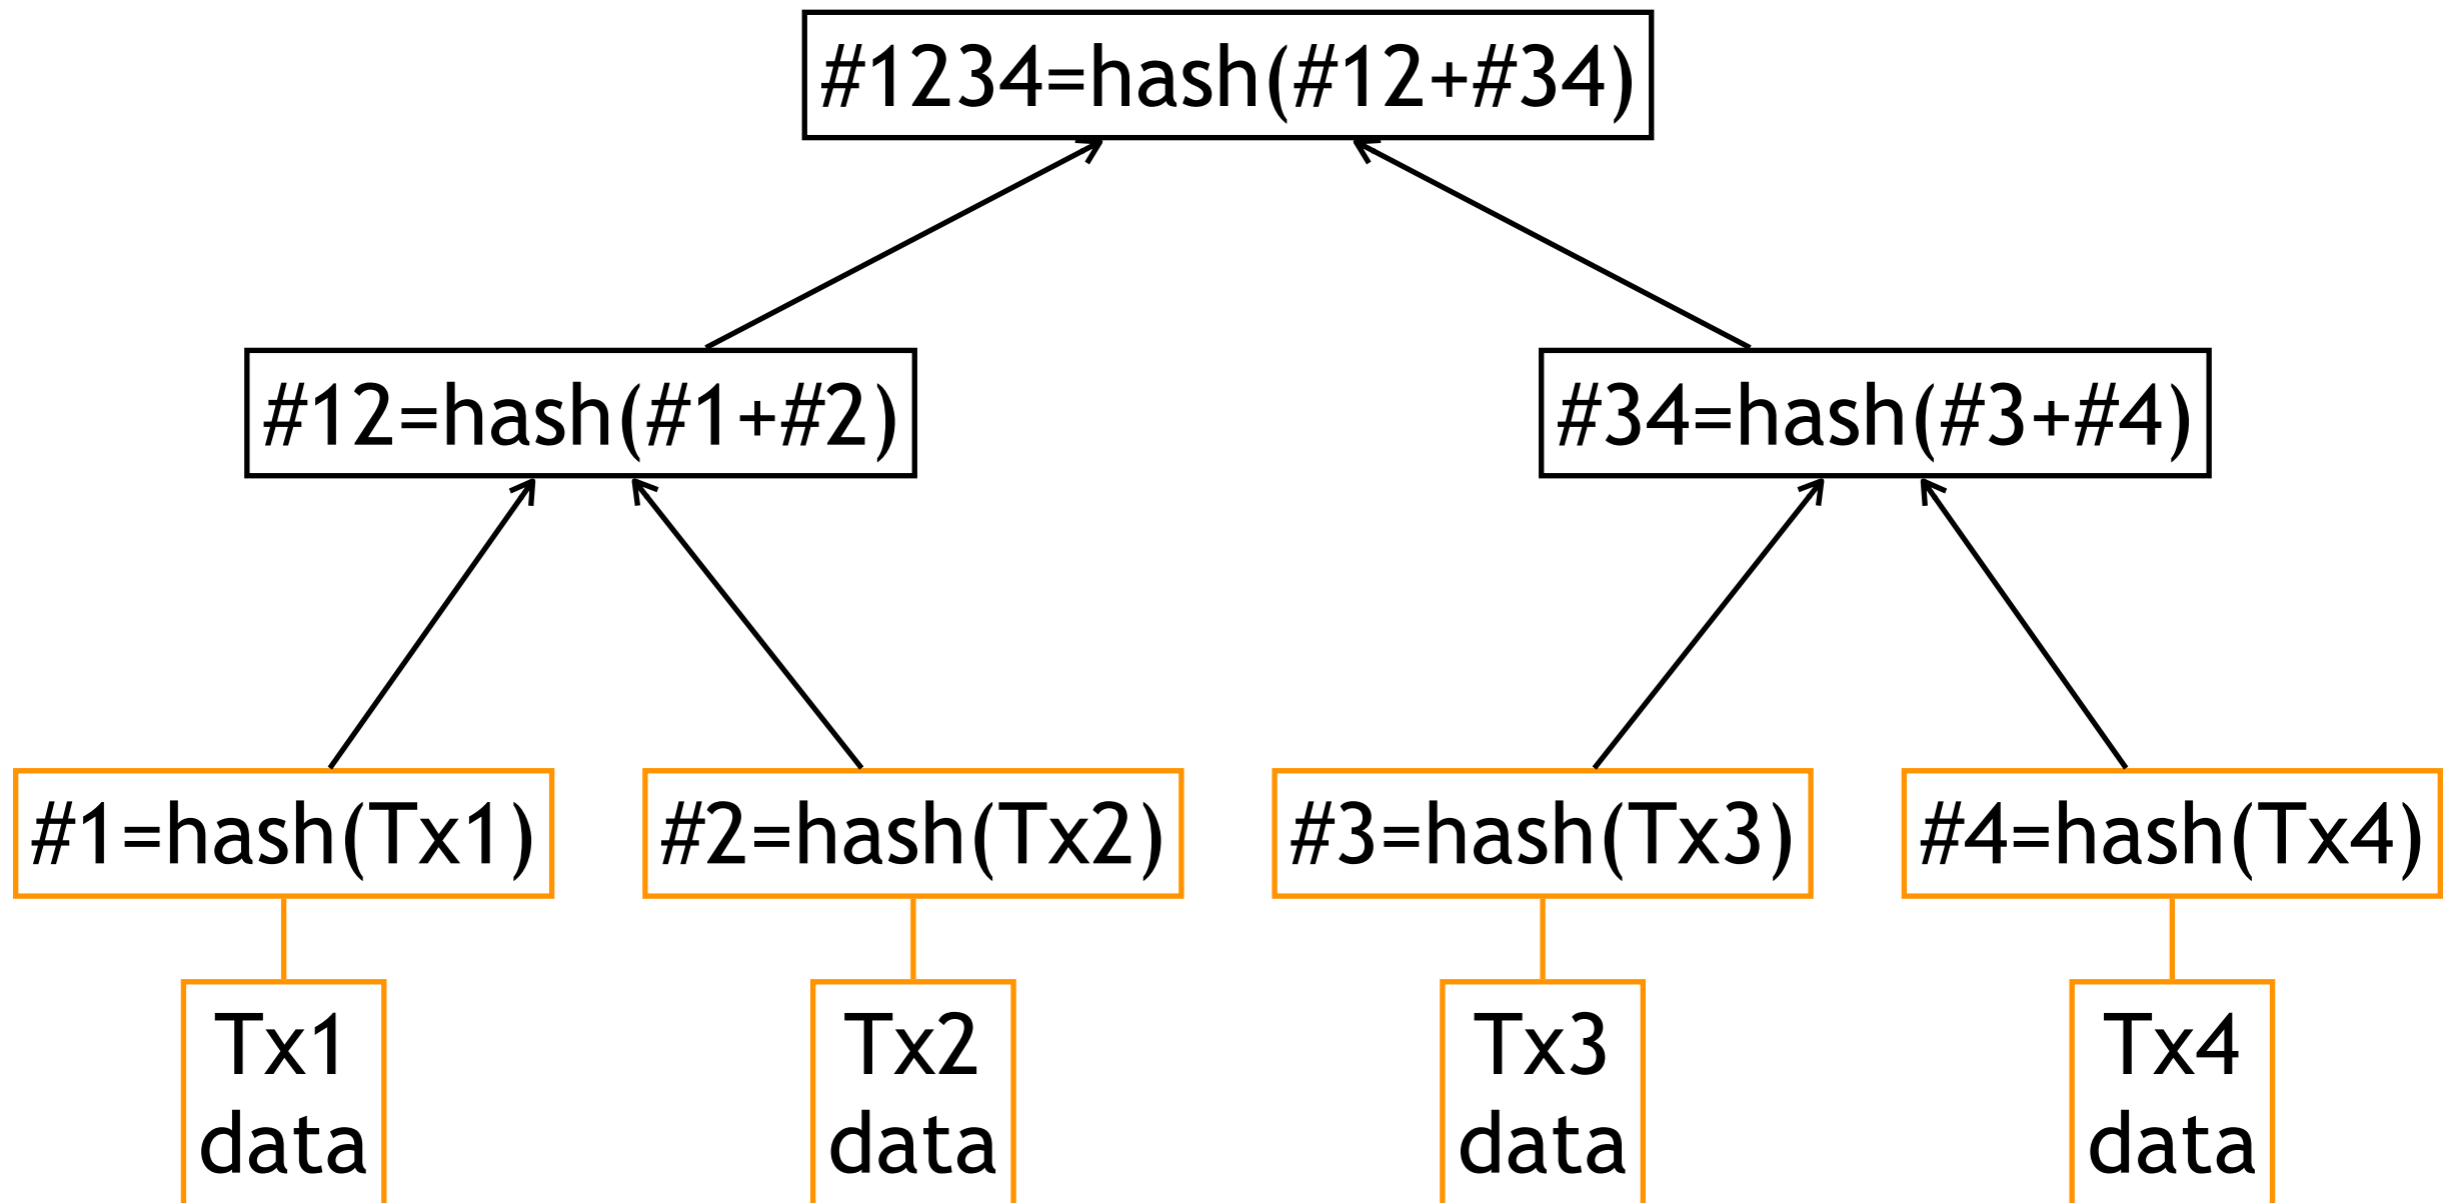 #1234=hash(#12+#34)
#12=hash(#1+#2)
#34=hash(#3+#4)
#1=hash(Tx1)
#2=hash(Tx2)
#3=hash(Tx3)
#4=hash(Tx4)
Tx1
data
Tx2
data
Tx3
data
Tx4
data